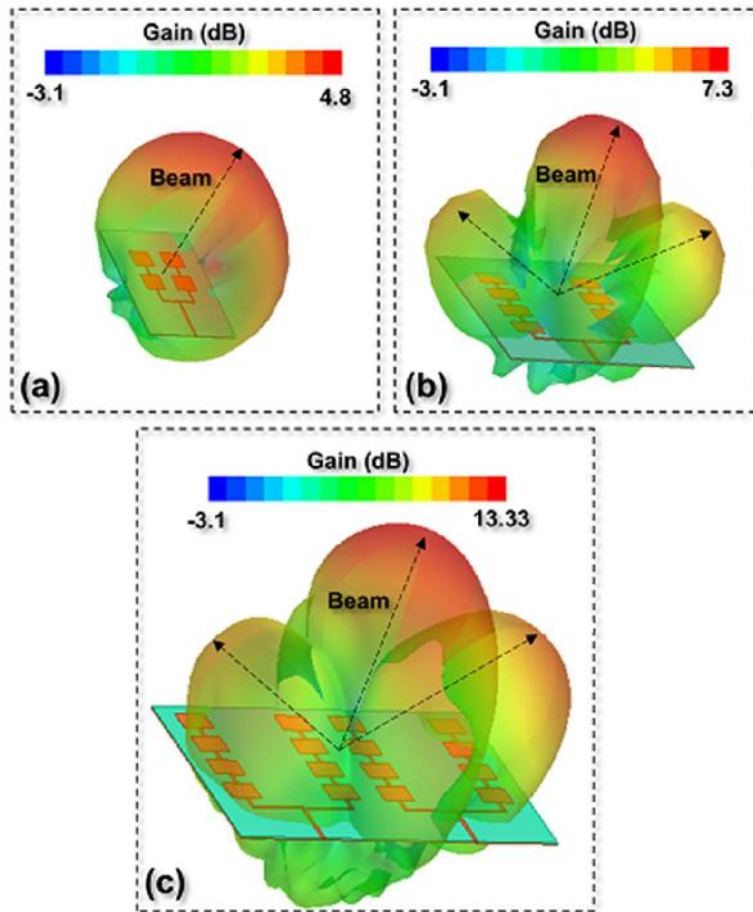 Gain (dB)
-3.1 4.8
Beam
(a)
Gain (dB)
-3.1 7.3
Beam
(b)
Gain (dB)
-3.1 13.33
Beam
(c)